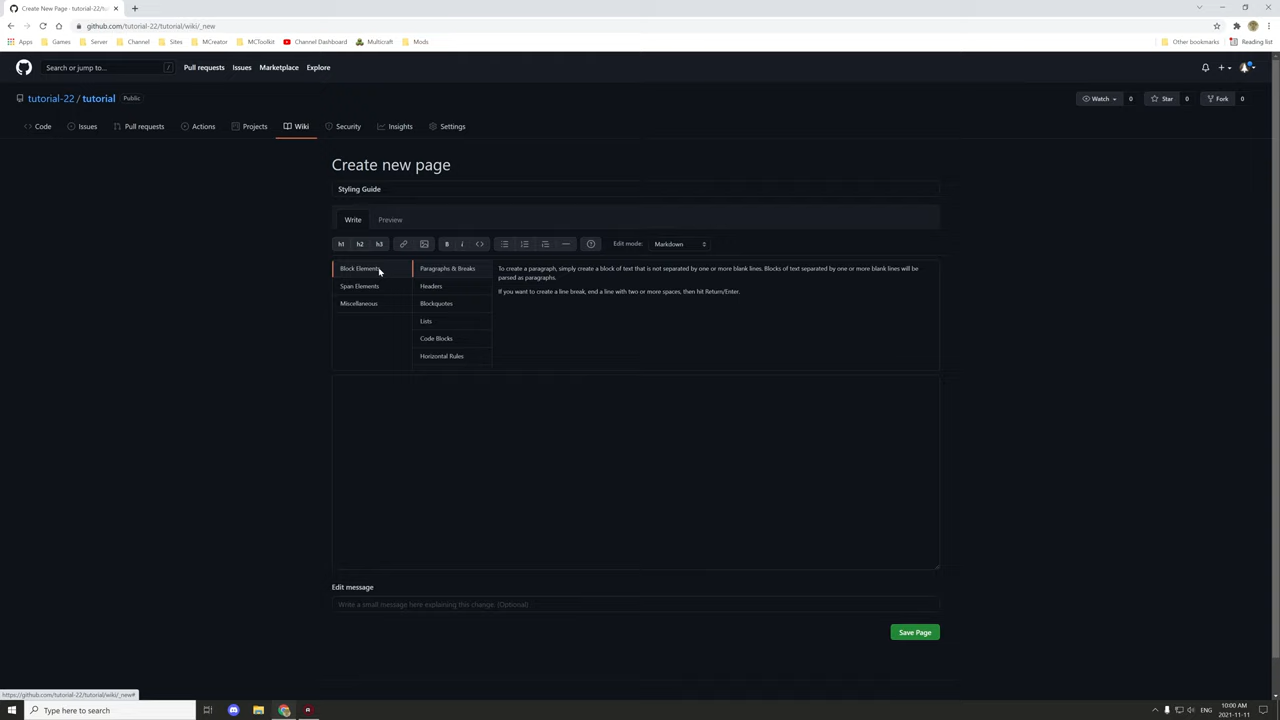 Create New Page · tutorial-22/tu
github.com/tutorial-22/tutorial/wiki/_new
Apps Games Server Channel Sites MCreator MCToolkit Channel Dashboard Multicraft Mods Other bookmarks Reading list
Search or jump to... / Pull requests Issues Marketplace Explore
tutorial-22 / tutorial Public Watch 0 Star 0 Fork 0
Code Issues Pull requests Actions Projects Wiki Security Insights Settings
Create new page
Styling Guide
Write Preview
h1 h2 h3 B i <> Edit mode: Markdown
Block Elements Paragraphs & Breaks To create a paragraph, simply create a block of text that is not separated by one or more blank lines. Blocks of text separated by one or more blank lines will be
parsed as paragraphs.
Span Elements Headers If you want to create a line break, end a line with two or more spaces, then hit Return/Enter.
Miscellaneous Blockquotes
Lists
Code Blocks
Horizontal Rules
Edit message
Write a small message here explaining this change. (Optional)
Save Page
https://github.com/tutorial-22/tutorial/wiki/_new#
Type here to search ENG 10:00 AM
2021-11-11